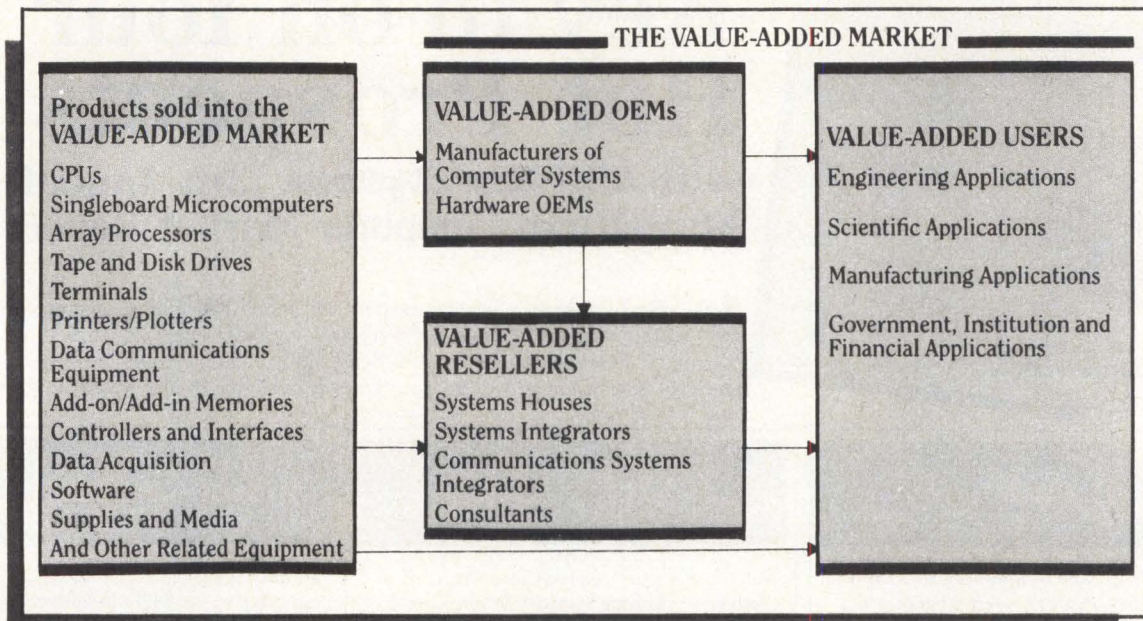 THE VALUE-ADDED MARKET
Products sold into the
VALUE-ADDED MARKET
CPUs
Singleboard Microcomputers
Array Processors
Tape and Disk Drives
Terminals
Printers/Plotters
Data Communications
Equipment
Add-on/Add-in Memories
Controllers and Interfaces
Data Acquisition
Software
Supplies and Media
And Other Related Equipment
VALUE-ADDED OEMs
Manufacturers of
Computer Systems
Hardware OEMs
VALUE-ADDED
RESELLERS
Systems Houses
Systems Integrators
Communications Systems
Integrators
Consultants
VALUE-ADDED USERS
Engineering Applications
Scientific Applications
Manufacturing Applications
Government, Institution and
Financial Applications